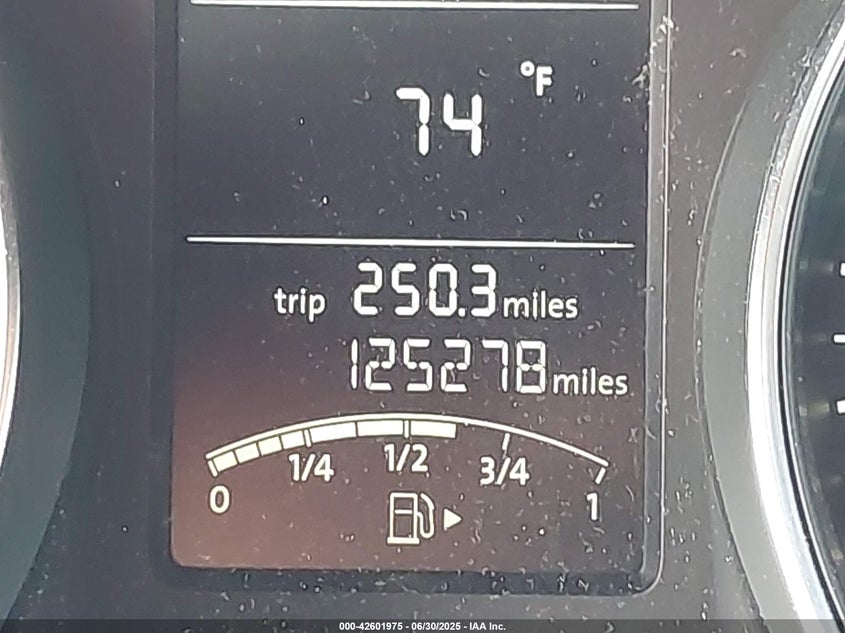 °F
74
trip 250.3 miles
125278 miles
1/4 1/2 3/4
0 1
000-42601975 - 06/30/2025 - IAA Inc.